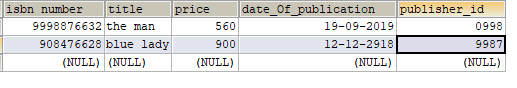 isbn number title price date_Of_publication publisher_id
9998876632 the man 560 19-09-2019 0998
908476628 blue lady 900 12-12-2918 9987
(NULL) (NULL) (NULL) (NULL) (NULL)